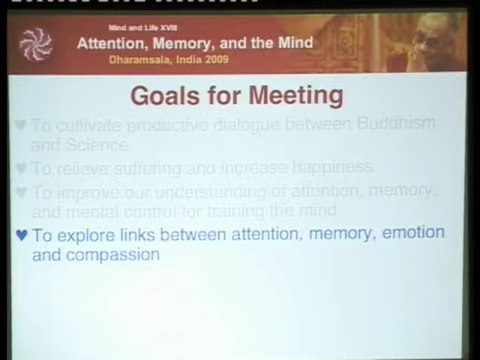 Mind and Life XVIII
Attention, Memory, and the Mind
Dharamsala, India 2009
Goals for Meeting
To cultivate productive dialogue between Buddhism
and Science
To relieve suffering and increase happiness
To improve our understanding of attention, memory,
and mental control for training the mind
To explore links between attention, memory, emotion
and compassion